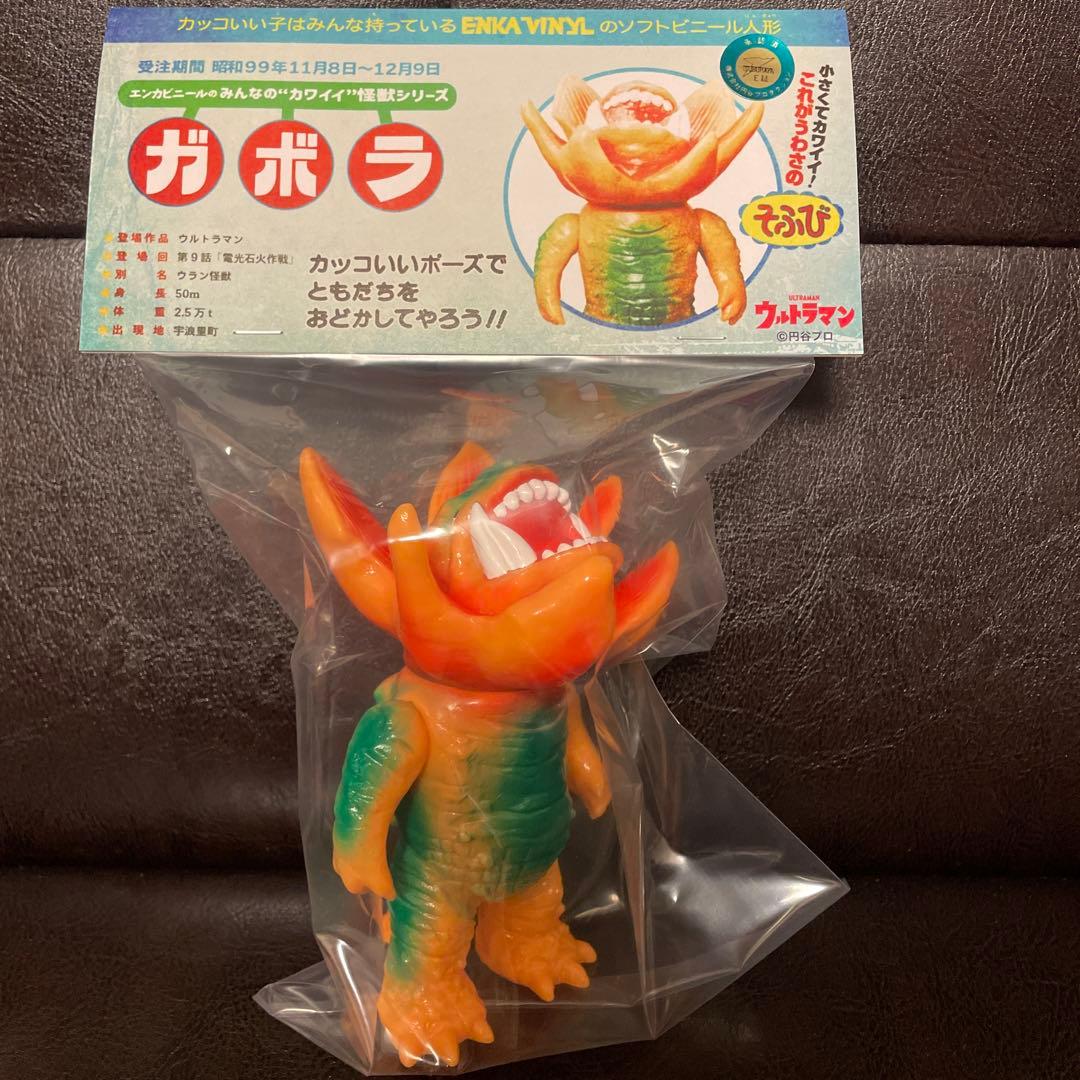 カッコいい子はみんな持っている ENKA VINYL のソフトビニール人形
受注期間 昭和99年11月8日〜12月9日
エンカビニールのみんなの“カワイイ”怪獣シリーズ
ガボラ
登場作品 ウルトラマン
登場回 第9話「電光石火作戦」
別名 ウラン怪獣
身長 50m
体重 2.5万t
出現地 宇浪里町
カッコいいポーズで
ともだちを
おどかしてやろう!!
承認済
小さくてカワイイ!
これがうわさの
そふび
ULTRAMAN
ウルトラマン
©円谷プロ